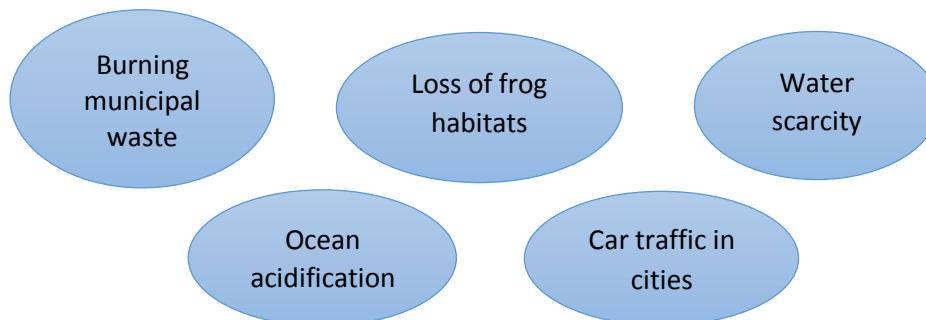 Burning
municipal
waste
Loss of frog
habitats
Water
scarcity
Ocean
acidification
Car traffic in
cities